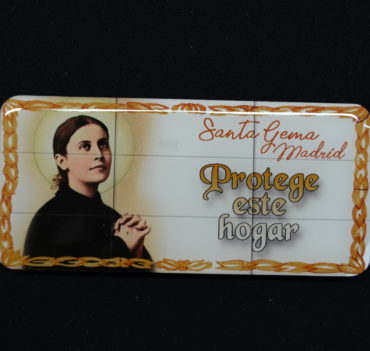 Santa Gema
Madrid
Protege
este
hogar